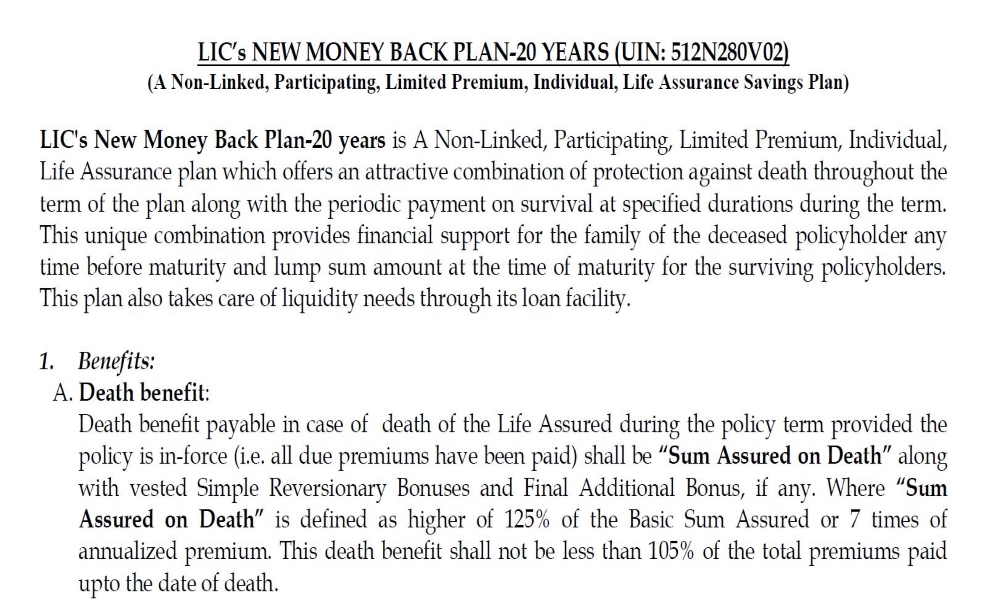 LIC’s NEW MONEY BACK PLAN-20 YEARS (UIN: 512N280V02)
(A Non-Linked, Participating, Limited Premium, Individual, Life Assurance Savings Plan)
LIC's New Money Back Plan-20 years is A Non-Linked, Participating, Limited Premium, Individual,
Life Assurance plan which offers an attractive combination of protection against death throughout the
term of the plan along with the periodic payment on survival at specified durations during the term.
This unique combination provides financial support for the family of the deceased policyholder any
time before maturity and lump sum amount at the time of maturity for the surviving policyholders.
This plan also takes care of liquidity needs through its loan facility.
1. Benefits:
A. Death benefit:
Death benefit payable in case of death of the Life Assured during the policy term provided the
policy is in-force (i.e. all due premiums have been paid) shall be “Sum Assured on Death” along
with vested Simple Reversionary Bonuses and Final Additional Bonus, if any. Where “Sum
Assured on Death” is defined as higher of 125% of the Basic Sum Assured or 7 times of
annualized premium. This death benefit shall not be less than 105% of the total premiums paid
upto the date of death.